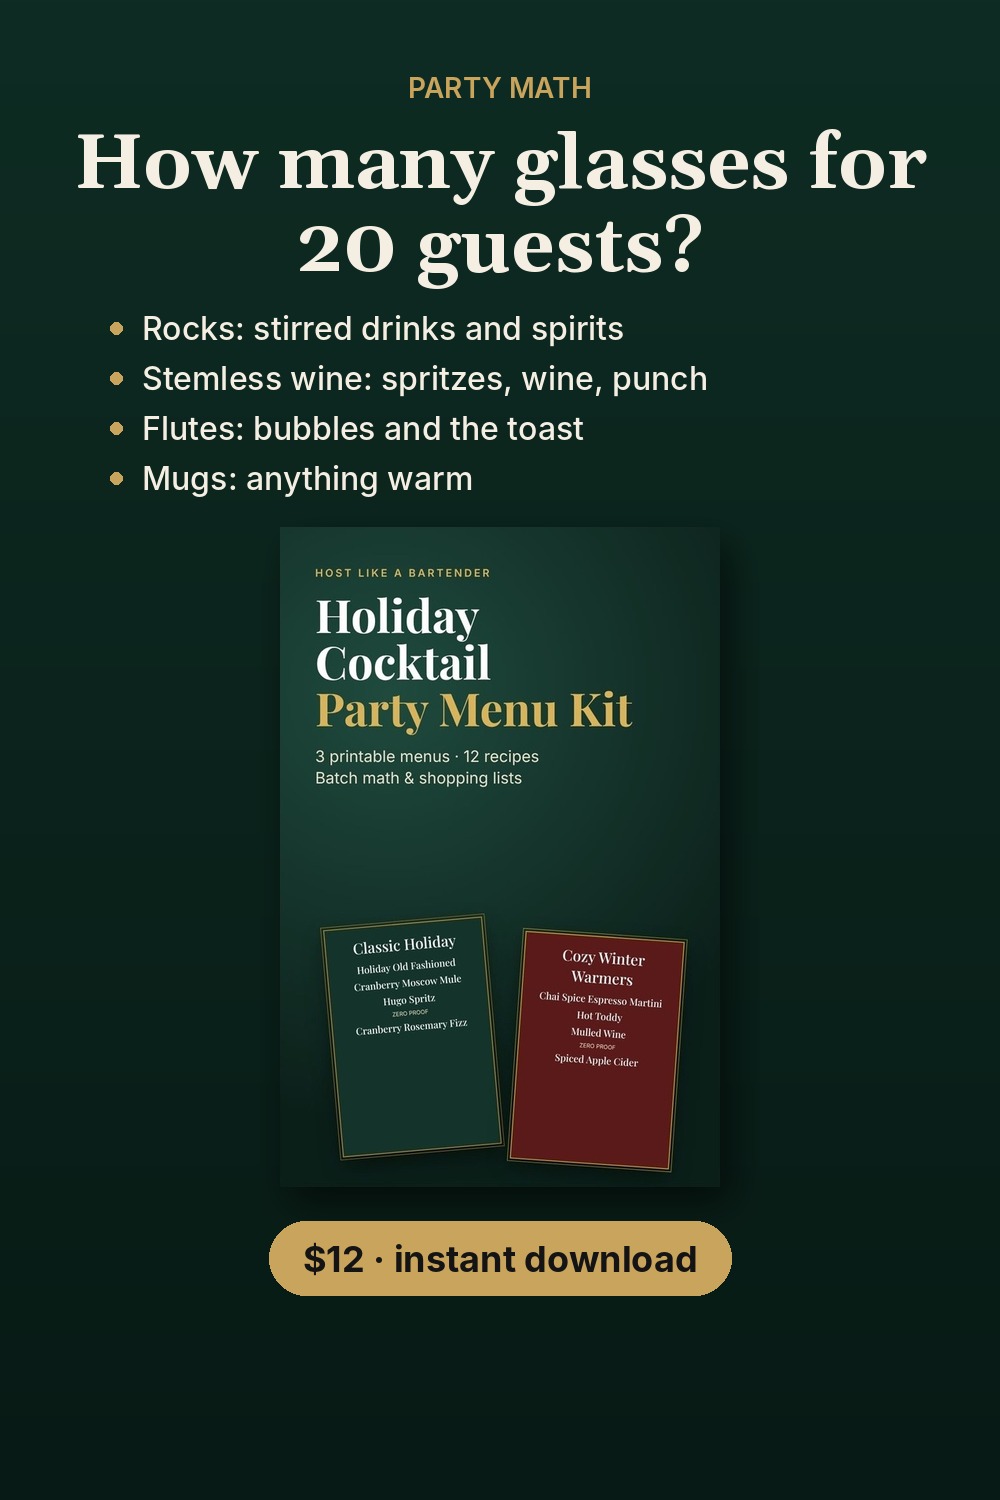 PARTY MATH
How many glasses for
20 guests?
Rocks: stirred drinks and spirits
Stemless wine: spritzes, wine, punch
Flutes: bubbles and the toast
Mugs: anything warm
HOST LIKE A BARTENDER
Holiday
Cocktail
Party Menu Kit
3 printable menus · 12 recipes
Batch math & shopping lists
Classic Holiday
Holiday Old Fashioned
Cranberry Moscow Mule
Hugo Spritz
ZERO PROOF
Cranberry Rosemary Fizz
Cozy Winter
Warmers
Chai Spice Espresso Martini
Hot Toddy
Mulled Wine
ZERO PROOF
Spiced Apple Cider
$12 · instant download